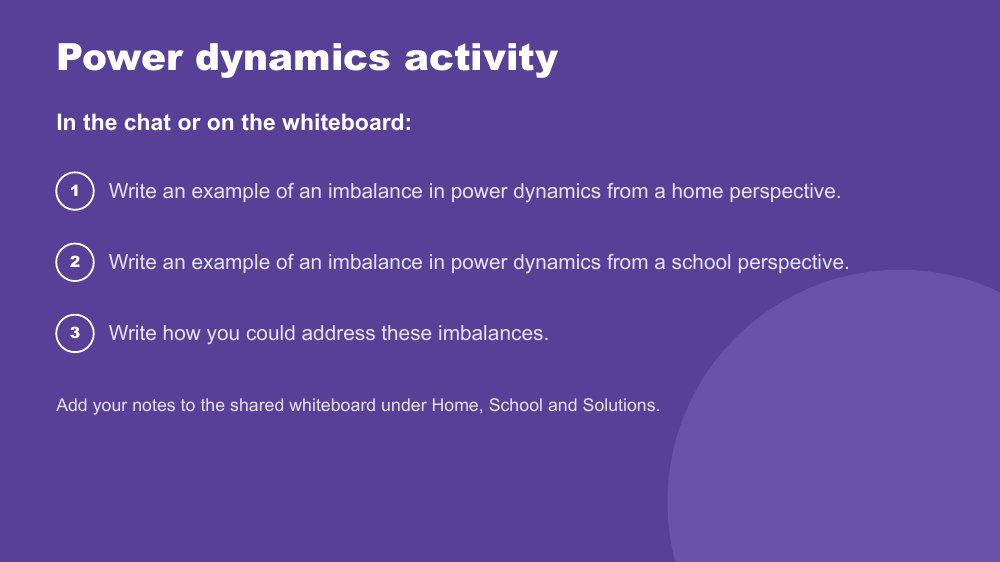 Power dynamics activity
In the chat or on the whiteboard:
1 Write an example of an imbalance in power dynamics from a home perspective.
2 Write an example of an imbalance in power dynamics from a school perspective.
3 Write how you could address these imbalances.
Add your notes to the shared whiteboard under Home, School and Solutions.